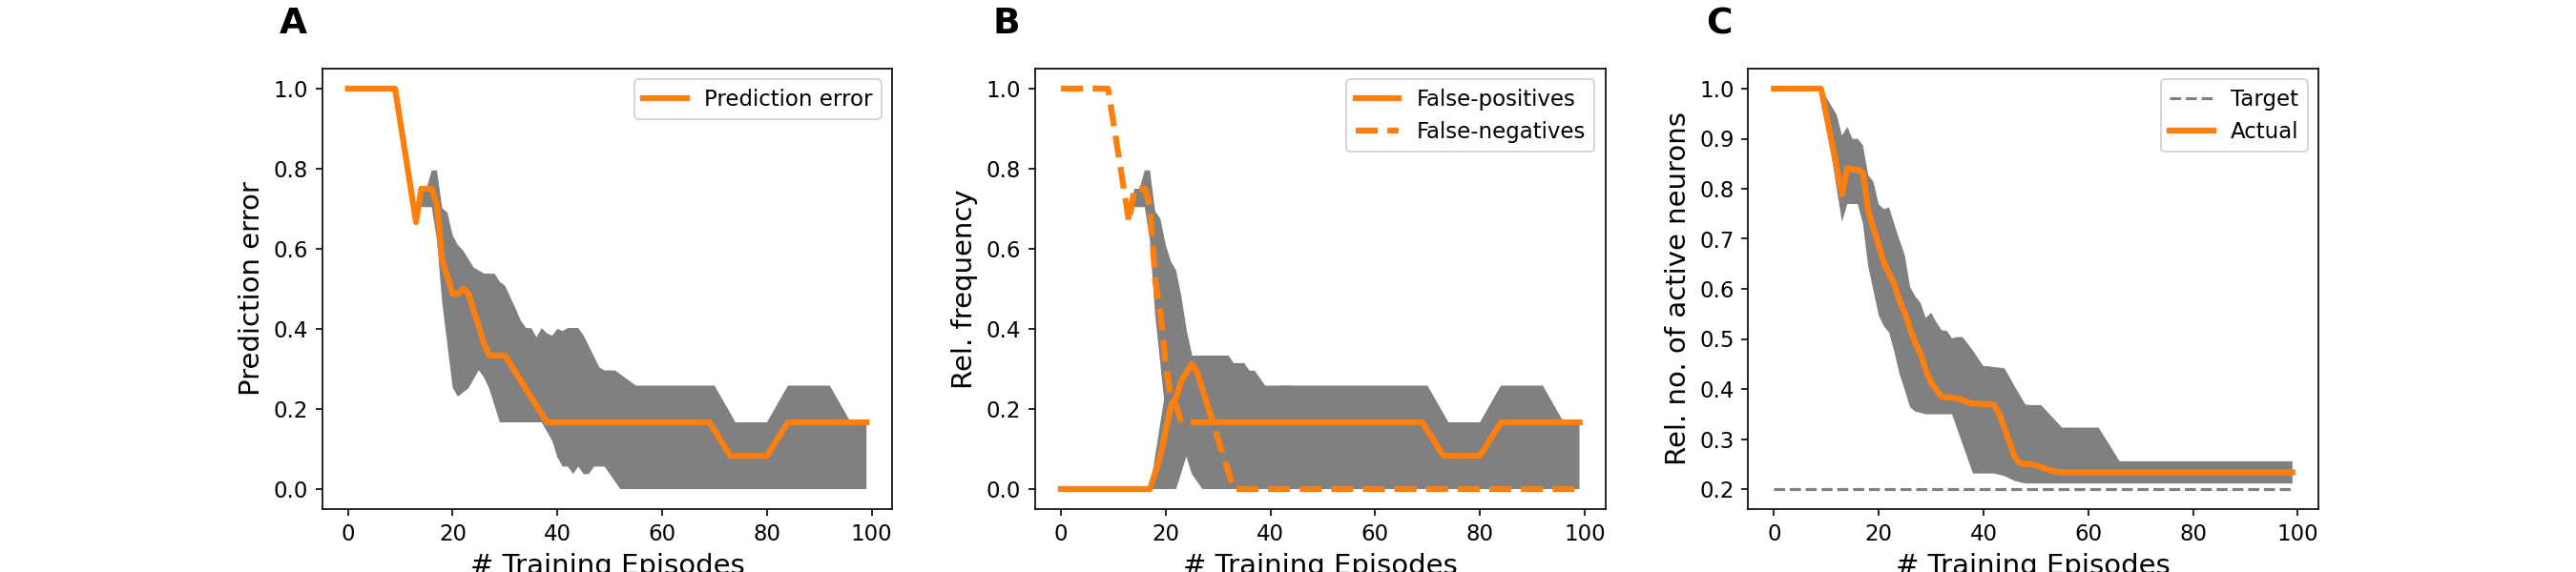 A
Prediction error
1.0
0.8
0.6
0.4
0.2
0.0
Prediction error
0
20
40
60
80
100
# Training Episodes
B
Rel. frequency
1.0
0.8
0.6
0.4
0.2
0.0
False-positives
False-negatives
0
20
40
60
80
100
# Training Episodes
C
Rel. no. of active neurons
1.0
0.9
0.8
0.7
0.6
0.5
0.4
0.3
0.2
Target
Actual
0
20
40
60
80
100
# Training Episodes